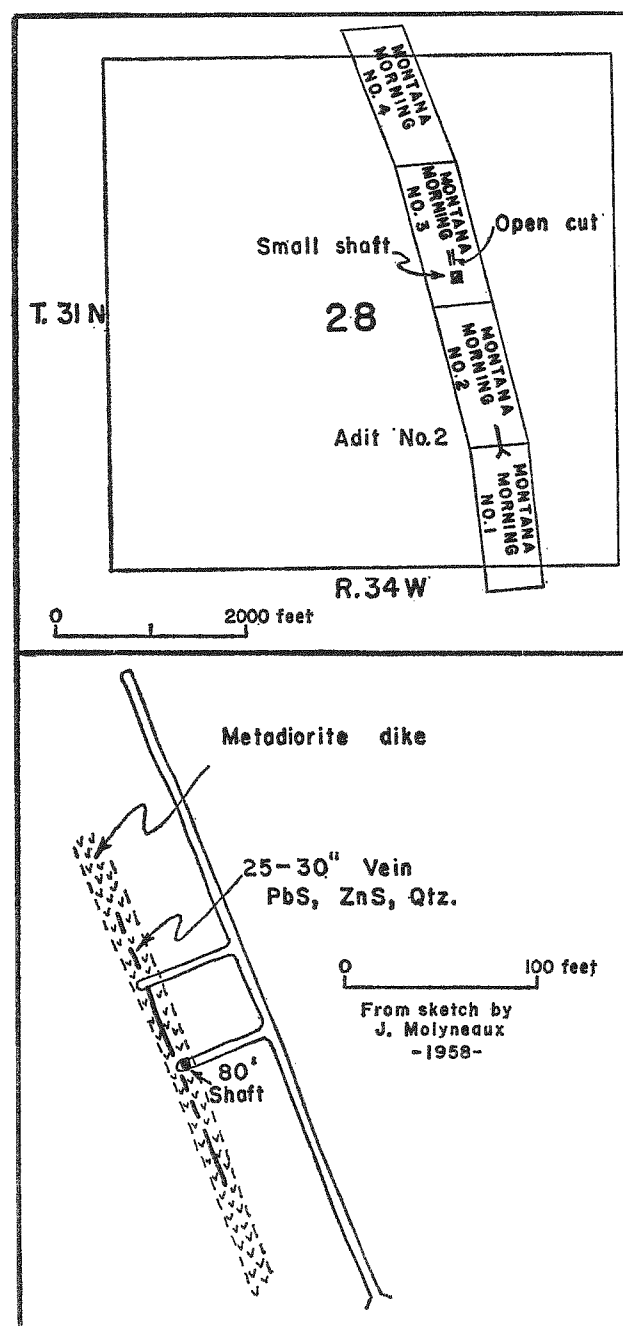 MONTANA
MORNING
NO. 4
MONTANA
MORNING
NO. 3
Open cut
Small shaft
T. 31 N
28
MONTANA
MORNING
NO. 2
Adit No. 2
MONTANA
MORNING
NO. 1
R. 34 W
0 2000 feet
Metadiorite dike
25-30" Vein
PbS, ZnS, Qtz.
0 100 feet
From sketch by
J. Molyneaux
-1958-
80'
Shaft